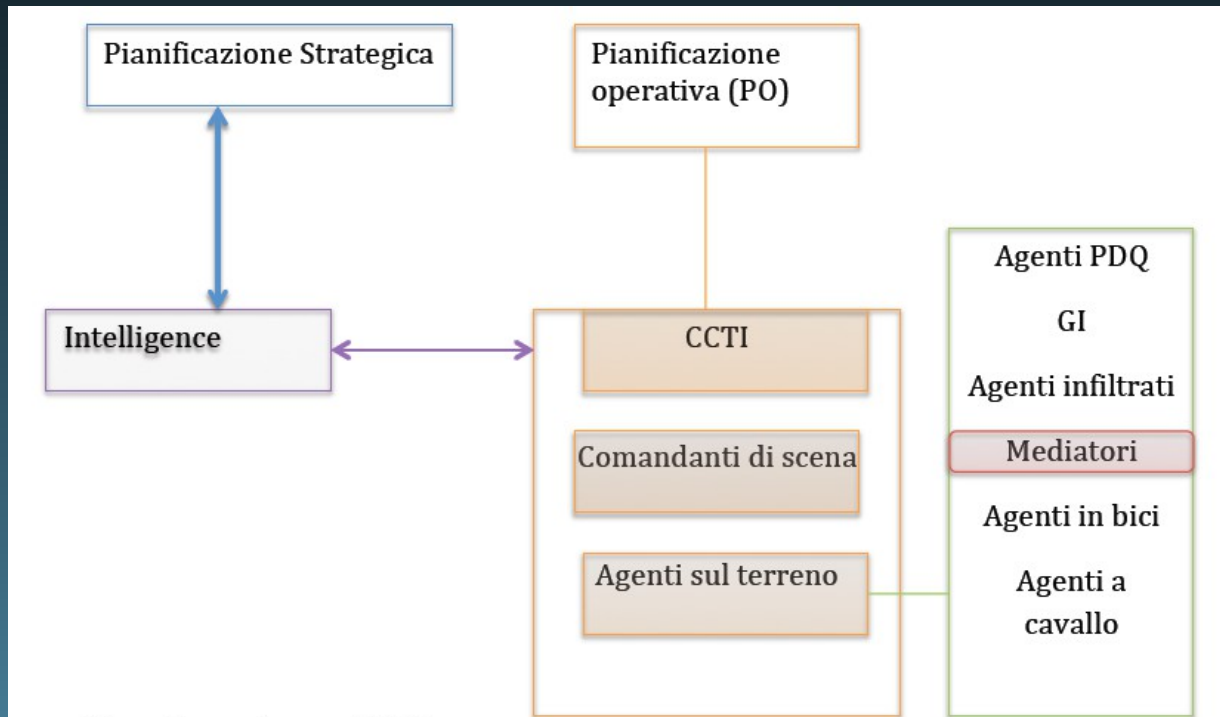 Pianificazione Strategica
Pianificazione
operativa (PO)
Intelligence
CCTI
Comandanti di scena
Agenti sul terreno
Agenti PDQ
GI
Agenti infiltrati
Mediatori
Agenti in bici
Agenti a
cavallo